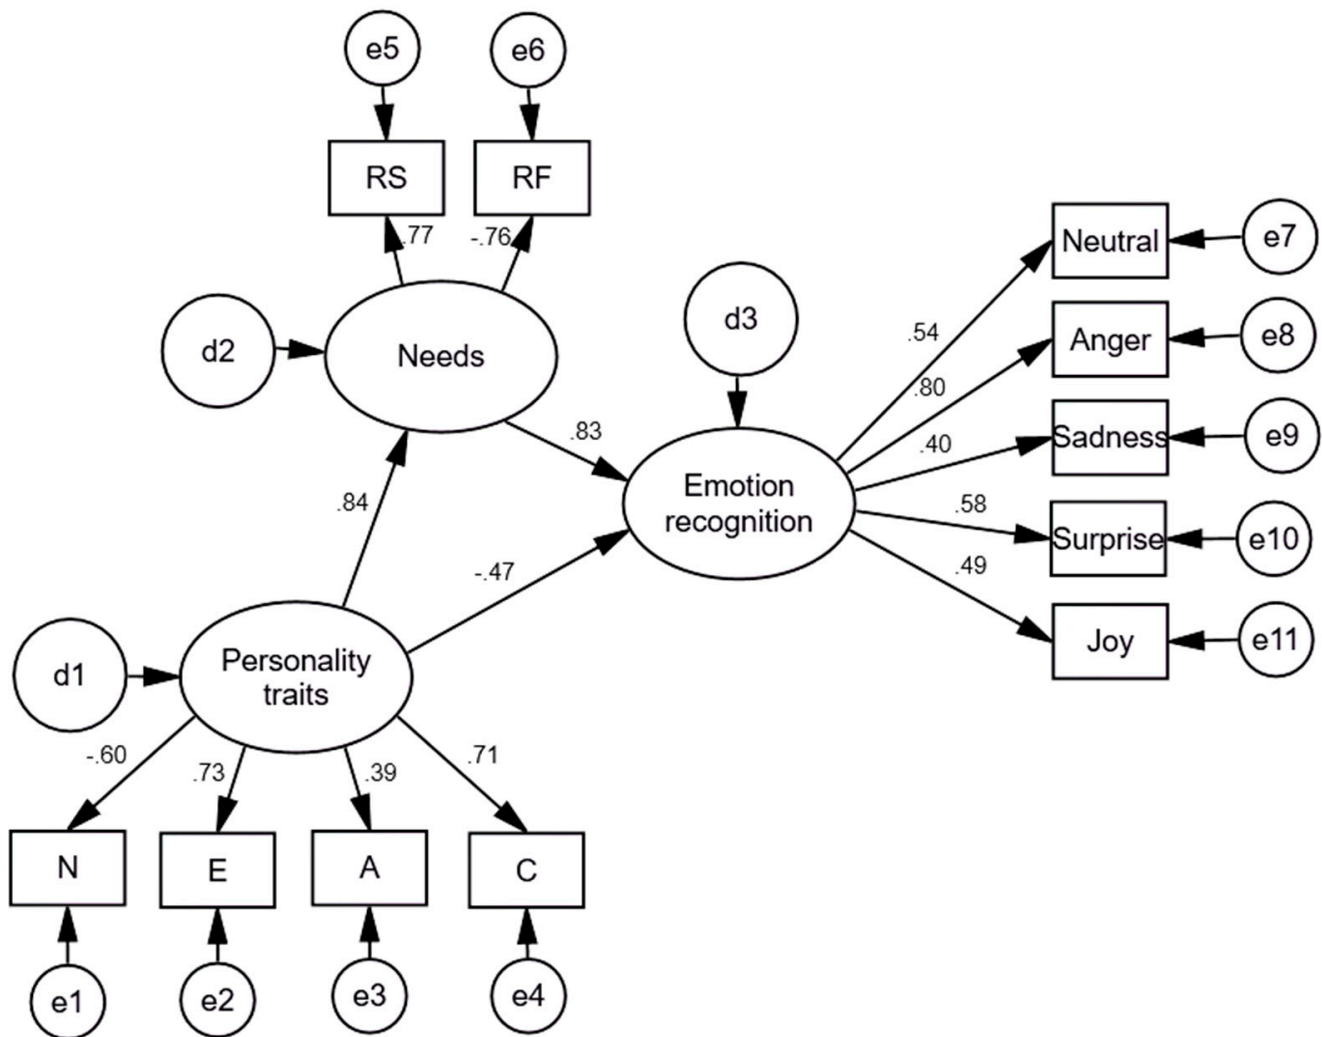 e5
e6
RS
RF
.77
-.76
d2
Needs
d3
.83
.84
Emotion
recognition
-.47
.54
.80
.40
.58
.49
Neutral
e7
Anger
e8
Sadness
e9
Surprise
e10
Joy
e11
d1
Personality
traits
-.60
.73
.39
.71
N
E
A
C
e1
e2
e3
e4